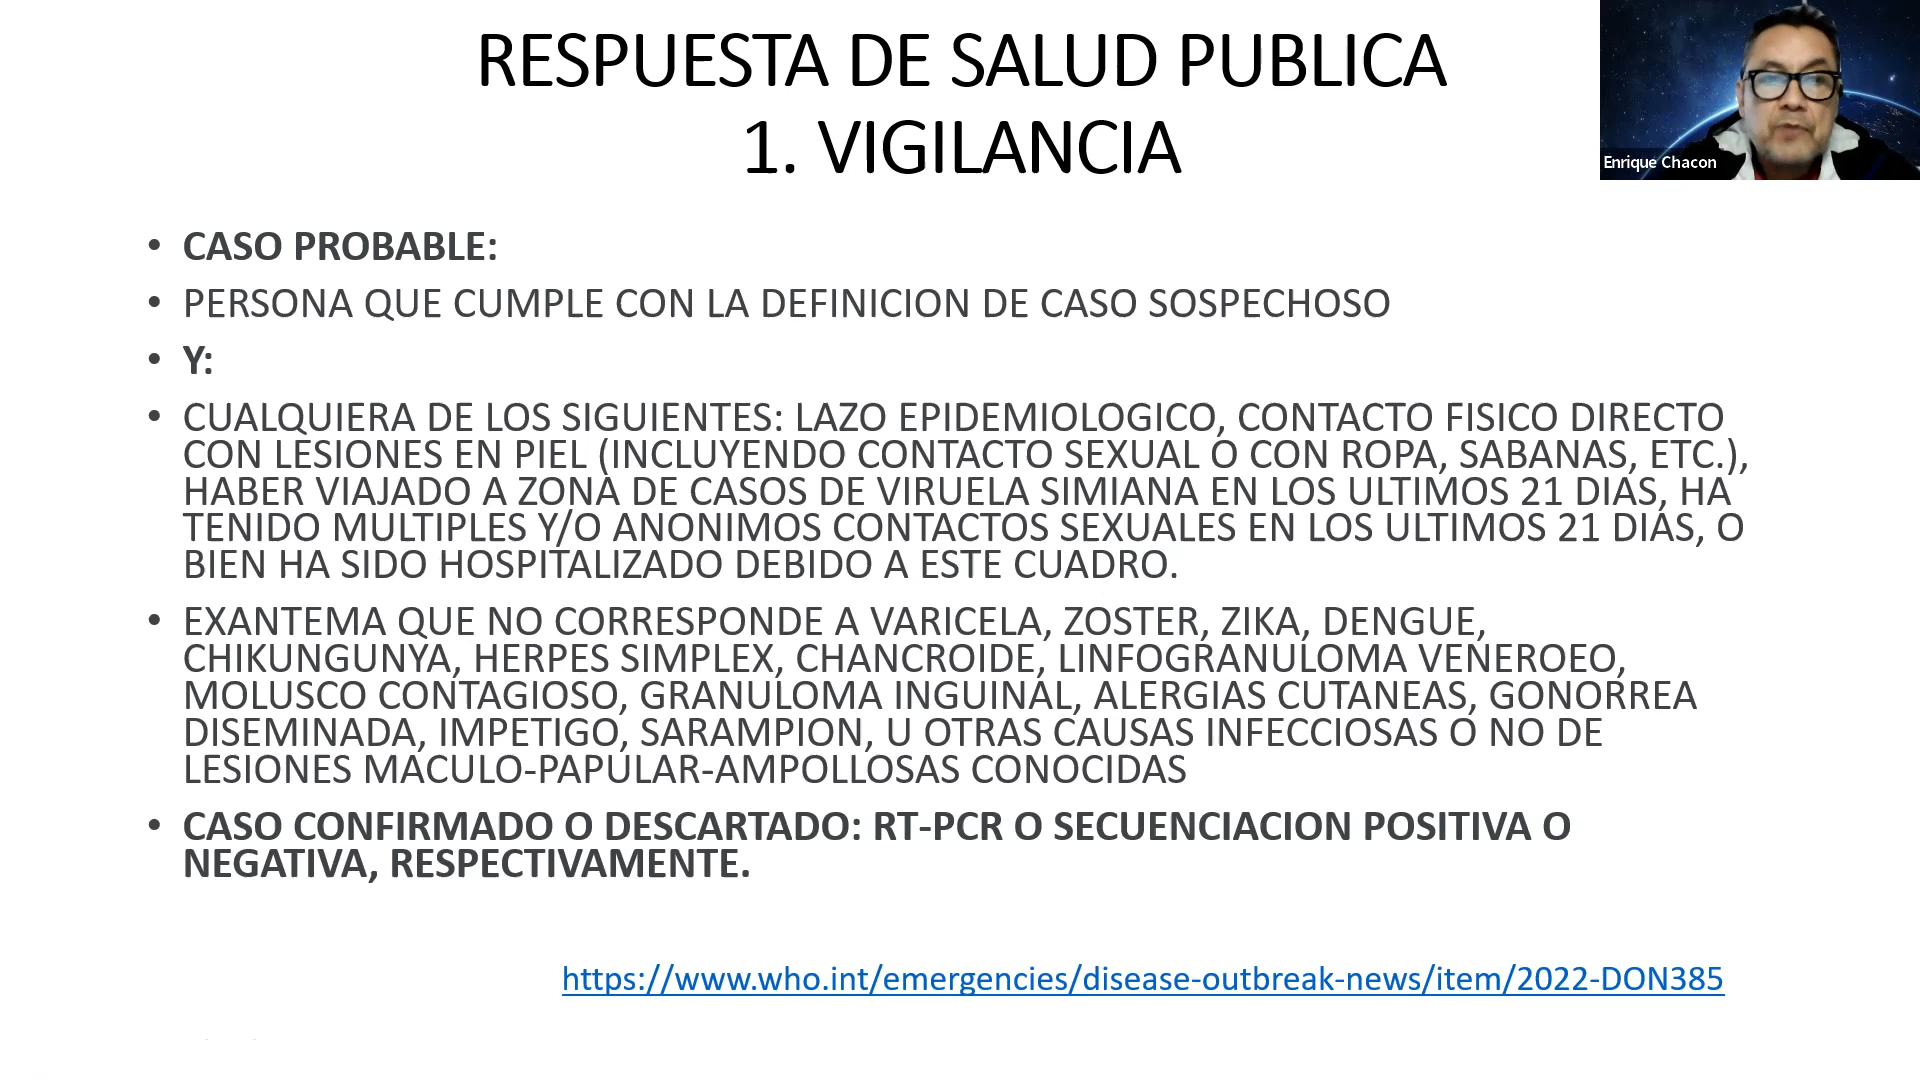 RESPUESTA DE SALUD PUBLICA
1. VIGILANCIA
Enrique Chacon
• CASO PROBABLE:
• PERSONA QUE CUMPLE CON LA DEFINICION DE CASO SOSPECHOSO
• Y:
• CUALQUIERA DE LOS SIGUIENTES: LAZO EPIDEMIOLOGICO, CONTACTO FISICO DIRECTO
CON LESIONES EN PIEL (INCLUYENDO CONTACTO SEXUAL O CON ROPA, SABANAS, ETC.),
HABER VIAJADO A ZONA DE CASOS DE VIRUELA SIMIANA EN LOS ULTIMOS 21 DIAS, HA
TENIDO MULTIPLES Y/O ANONIMOS CONTACTOS SEXUALES EN LOS ULTIMOS 21 DIAS, O
BIEN HA SIDO HOSPITALIZADO DEBIDO A ESTE CUADRO.
• EXANTEMA QUE NO CORRESPONDE A VARICELA, ZOSTER, ZIKA, DENGUE,
CHIKUNGUNYA, HERPES SIMPLEX, CHANCROIDE, LINFOGRANULOMA VENEROEO,
MOLUSCO CONTAGIOSO, GRANULOMA INGUINAL, ALERGIAS CUTANEAS, GONORREA
DISEMINADA, IMPETIGO, SARAMPION, U OTRAS CAUSAS INFECCIOSAS O NO DE
LESIONES MACULO-PAPULAR-AMPOLLOSAS CONOCIDAS
• CASO CONFIRMADO O DESCARTADO: RT-PCR O SECUENCIACION POSITIVA O
NEGATIVA, RESPECTIVAMENTE.
https://www.who.int/emergencies/disease-outbreak-news/item/2022-DON385